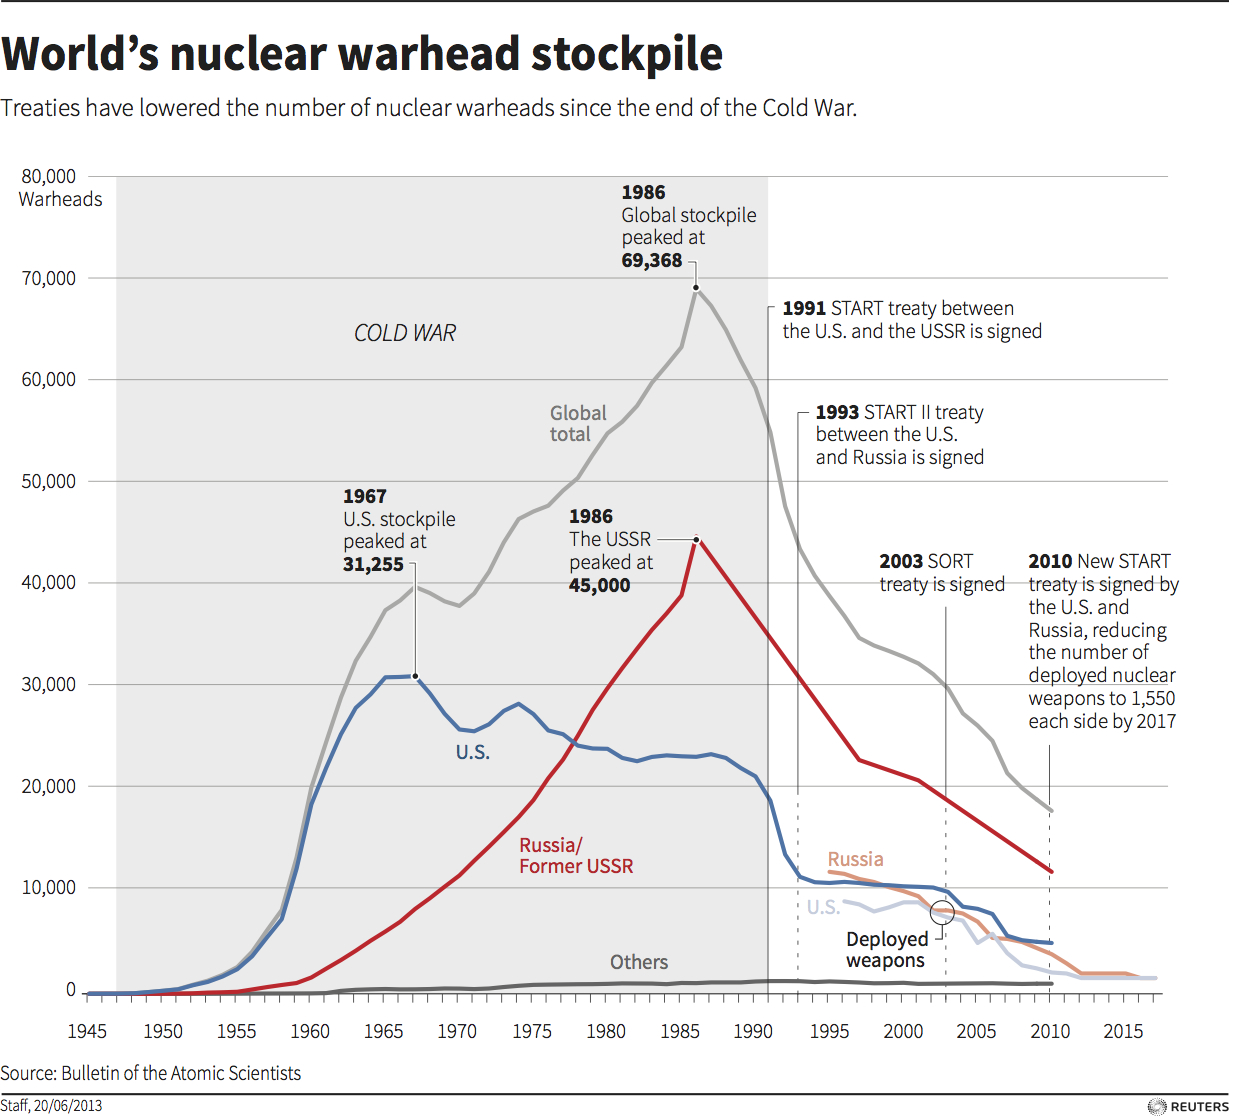 World's nuclear warhead stockpile
Treaties have lowered the number of nuclear warheads since the end of the Cold War.
80,000
Warheads
70,000
60,000
50,000
40,000
30,000
20,000
10,000
0
COLD WAR
1986
Global stockpile
peaked at
69,368
1991 START treaty between
the U.S. and the USSR is signed
Global
total
1993 START II treaty
between the U.S.
and Russia is signed
1967
U.S. stockpile
peaked at
31,255
1986
The USSR
peaked at
45,000
2003 SORT
treaty is signed
2010 New START
treaty is signed by
the U.S. and
Russia, reducing
the number of
deployed nuclear
weapons to 1,550
each side by 2017
U.S.
Russia/
Former USSR
Russia
U.S.
Deployed
weapons
Others
1945 1950 1955 1960 1965 1970 1975 1980 1985 1990 1995 2000 2005 2010 2015
Source: Bulletin of the Atomic Scientists
Staff, 20/06/2013
REUTERS